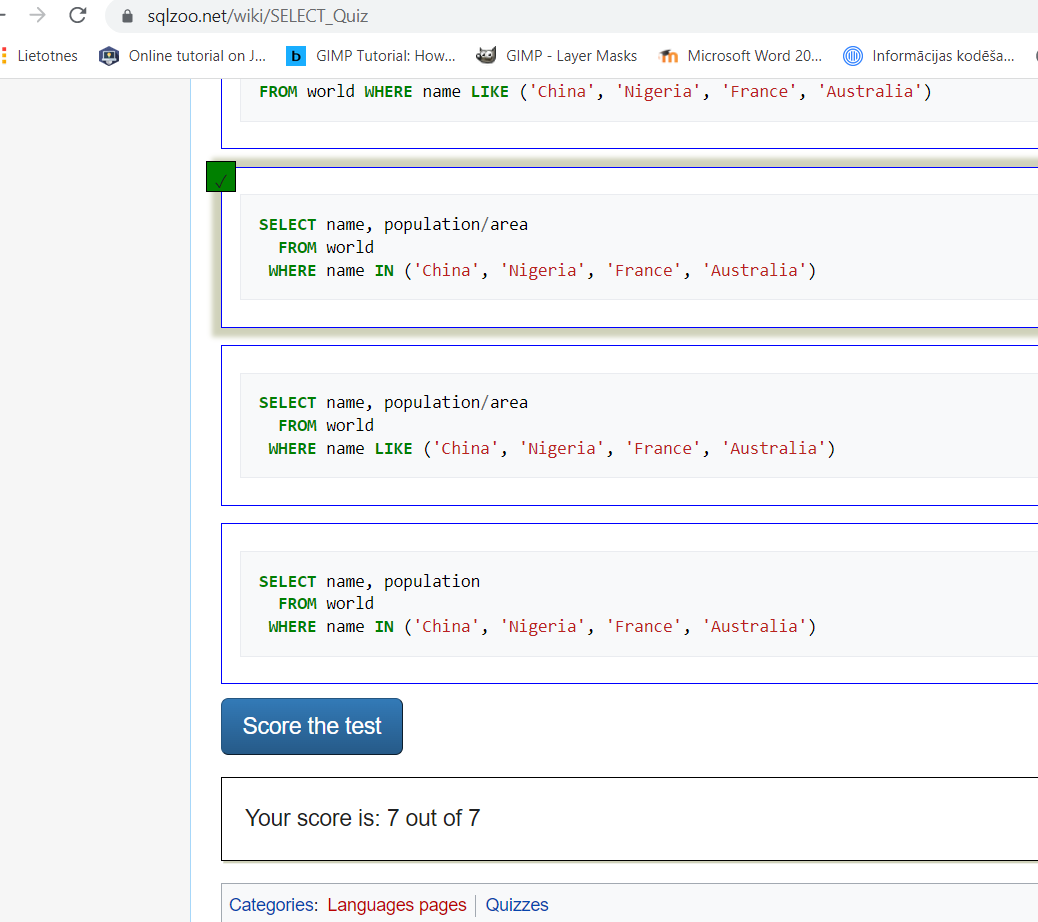 sqlzoo.net/wiki/SELECT_Quiz
Lietotnes Online tutorial on J... b GIMP Tutorial: How... GIMP - Layer Masks Microsoft Word 20... Informācijas kodēša...
FROM world WHERE name LIKE ('China', 'Nigeria', 'France', 'Australia')
SELECT name, population/area
FROM world
WHERE name IN ('China', 'Nigeria', 'France', 'Australia')
SELECT name, population/area
FROM world
WHERE name LIKE ('China', 'Nigeria', 'France', 'Australia')
SELECT name, population
FROM world
WHERE name IN ('China', 'Nigeria', 'France', 'Australia')
Score the test
Your score is: 7 out of 7
Categories: Languages pages | Quizzes